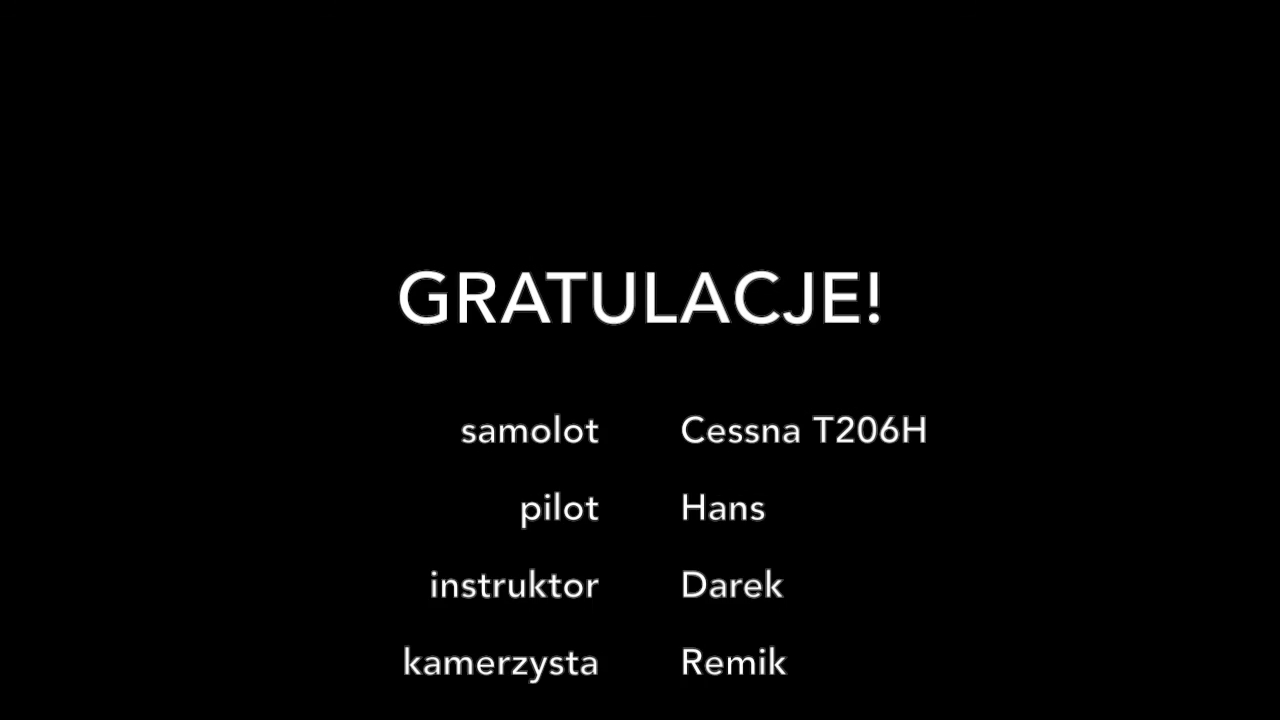 GRATULACJE!
samolot Cessna T206H
pilot Hans
instruktor Darek
kamerzysta Remik